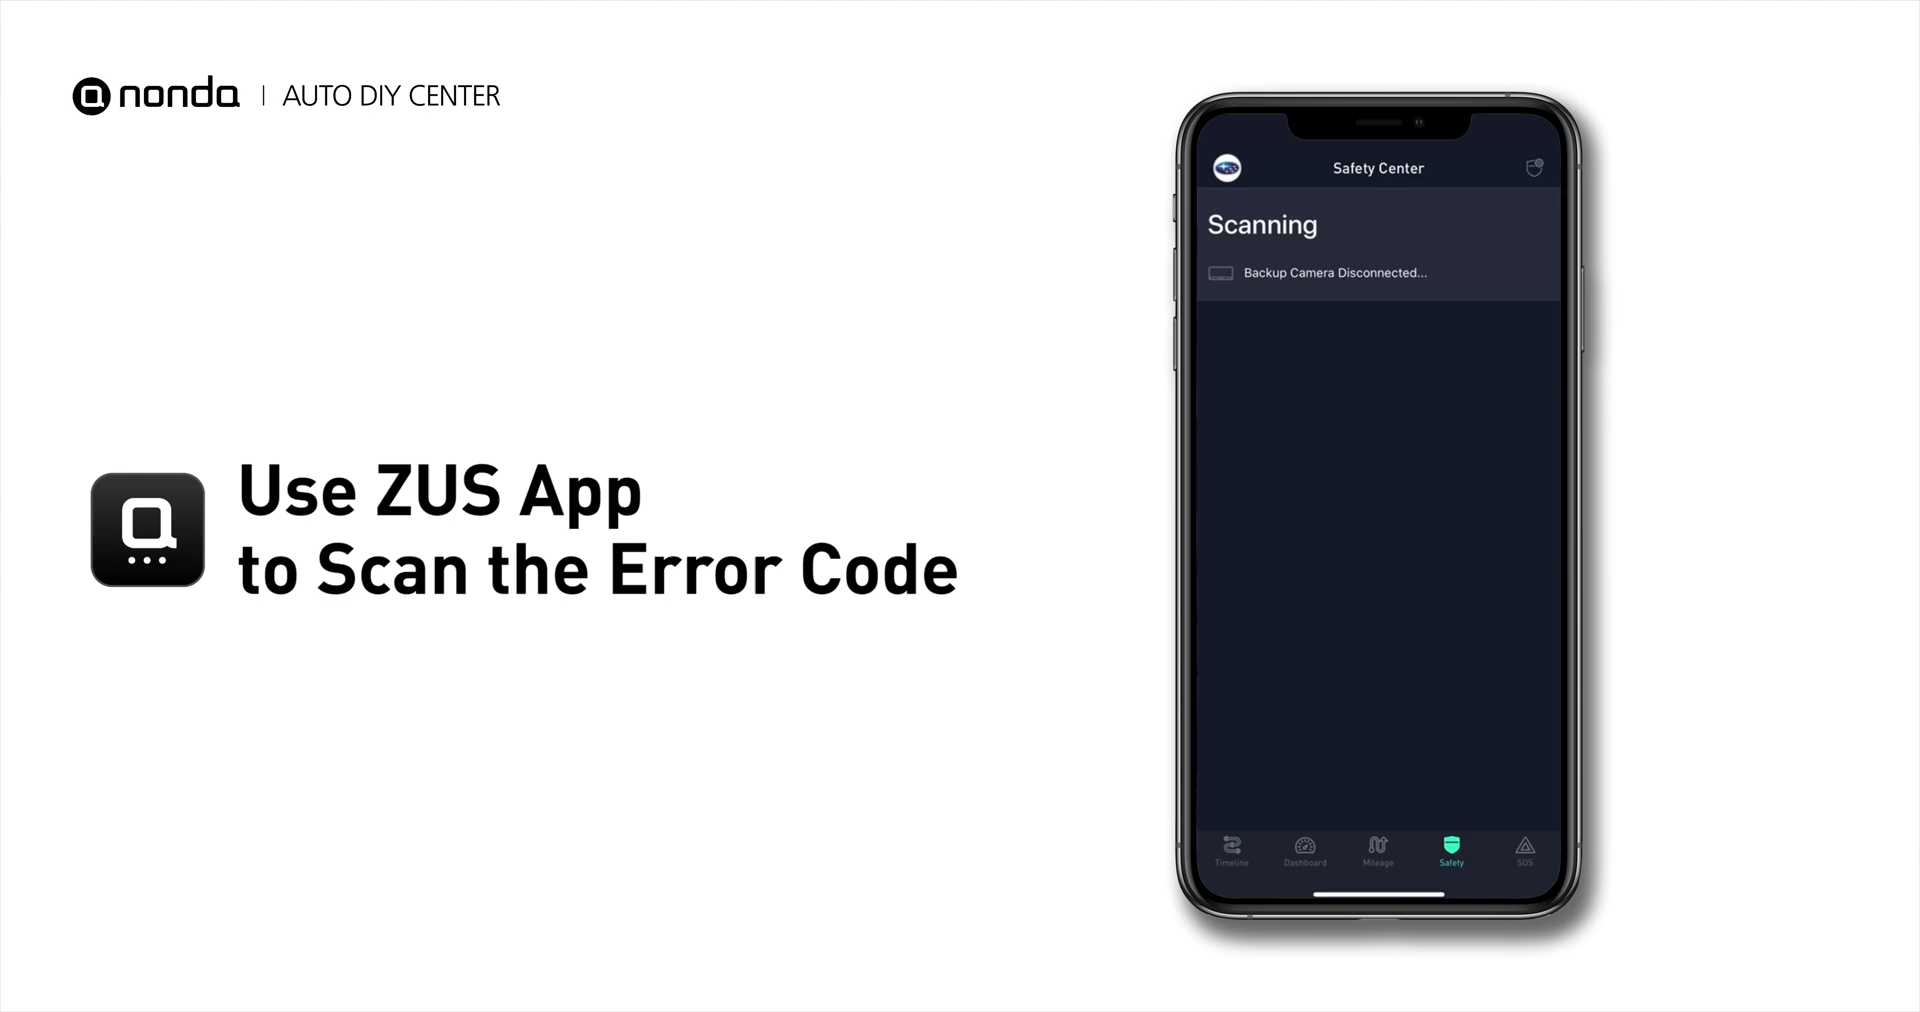 nonda | AUTO DIY CENTER
Use ZUS App
to Scan the Error Code
Safety Center
Scanning
Backup Camera Disconnected...
Timeline
Dashboard
Mileage
Safety
SOS